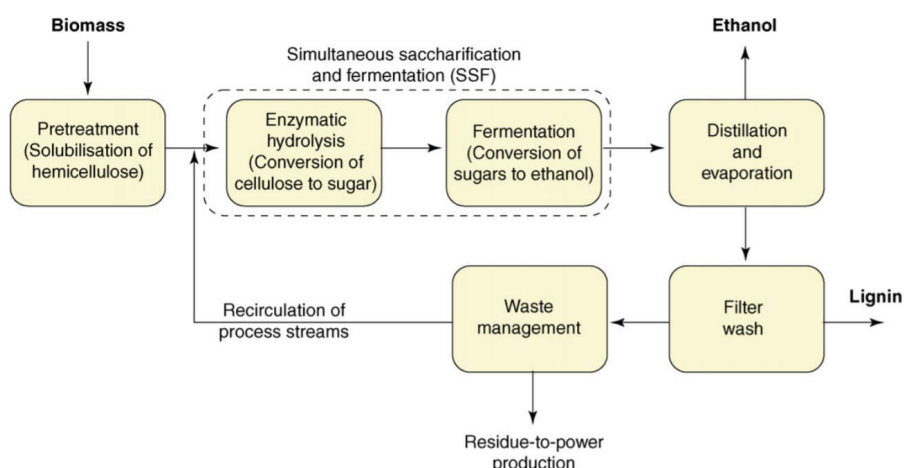 Biomass
Ethanol
Simultaneous saccharification
and fermentation (SSF)
Pretreatment
(Solubilisation of
hemicellulose)
Enzymatic
hydrolysis
(Conversion of
cellulose to sugar)
Fermentation
(Conversion of
sugars to ethanol)
Distillation
and
evaporation
Recirculation of
process streams
Waste
management
Filter
wash
Lignin
Residue-to-power
production